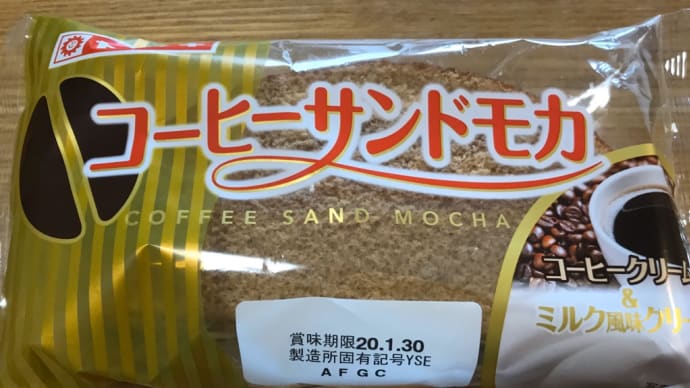 コーヒーサンドモカ
COFFEE SAND MOCHA
コーヒークリーム
&
ミルク風味クリ
賞味期限20.1.30
製造所固有記号YSE
AFGC